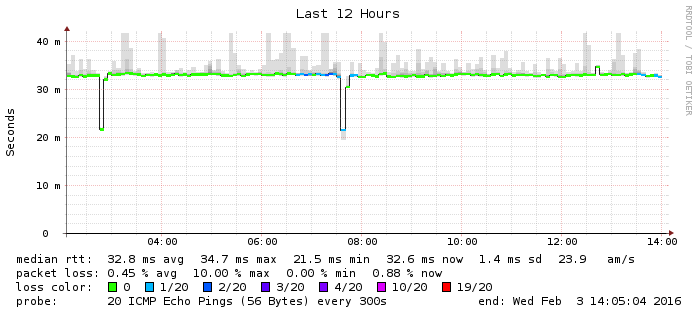 Last 12 Hours
RRDTOOL / TOBI OETIKER
Seconds
40 m
30 m
20 m
10 m
0
04:00 06:00 08:00 10:00 12:00 14:00
median rtt: 32.8 ms avg 34.7 ms max 21.5 ms min 32.6 ms now 1.4 ms sd 23.9 am/s
packet loss: 0.45 % avg 10.00 % max 0.00 % min 0.88 % now
loss color: 0 1/20 2/20 3/20 4/20 10/20 19/20
probe: 20 ICMP Echo Pings (56 Bytes) every 300s end: Wed Feb 3 14:05:04 2016